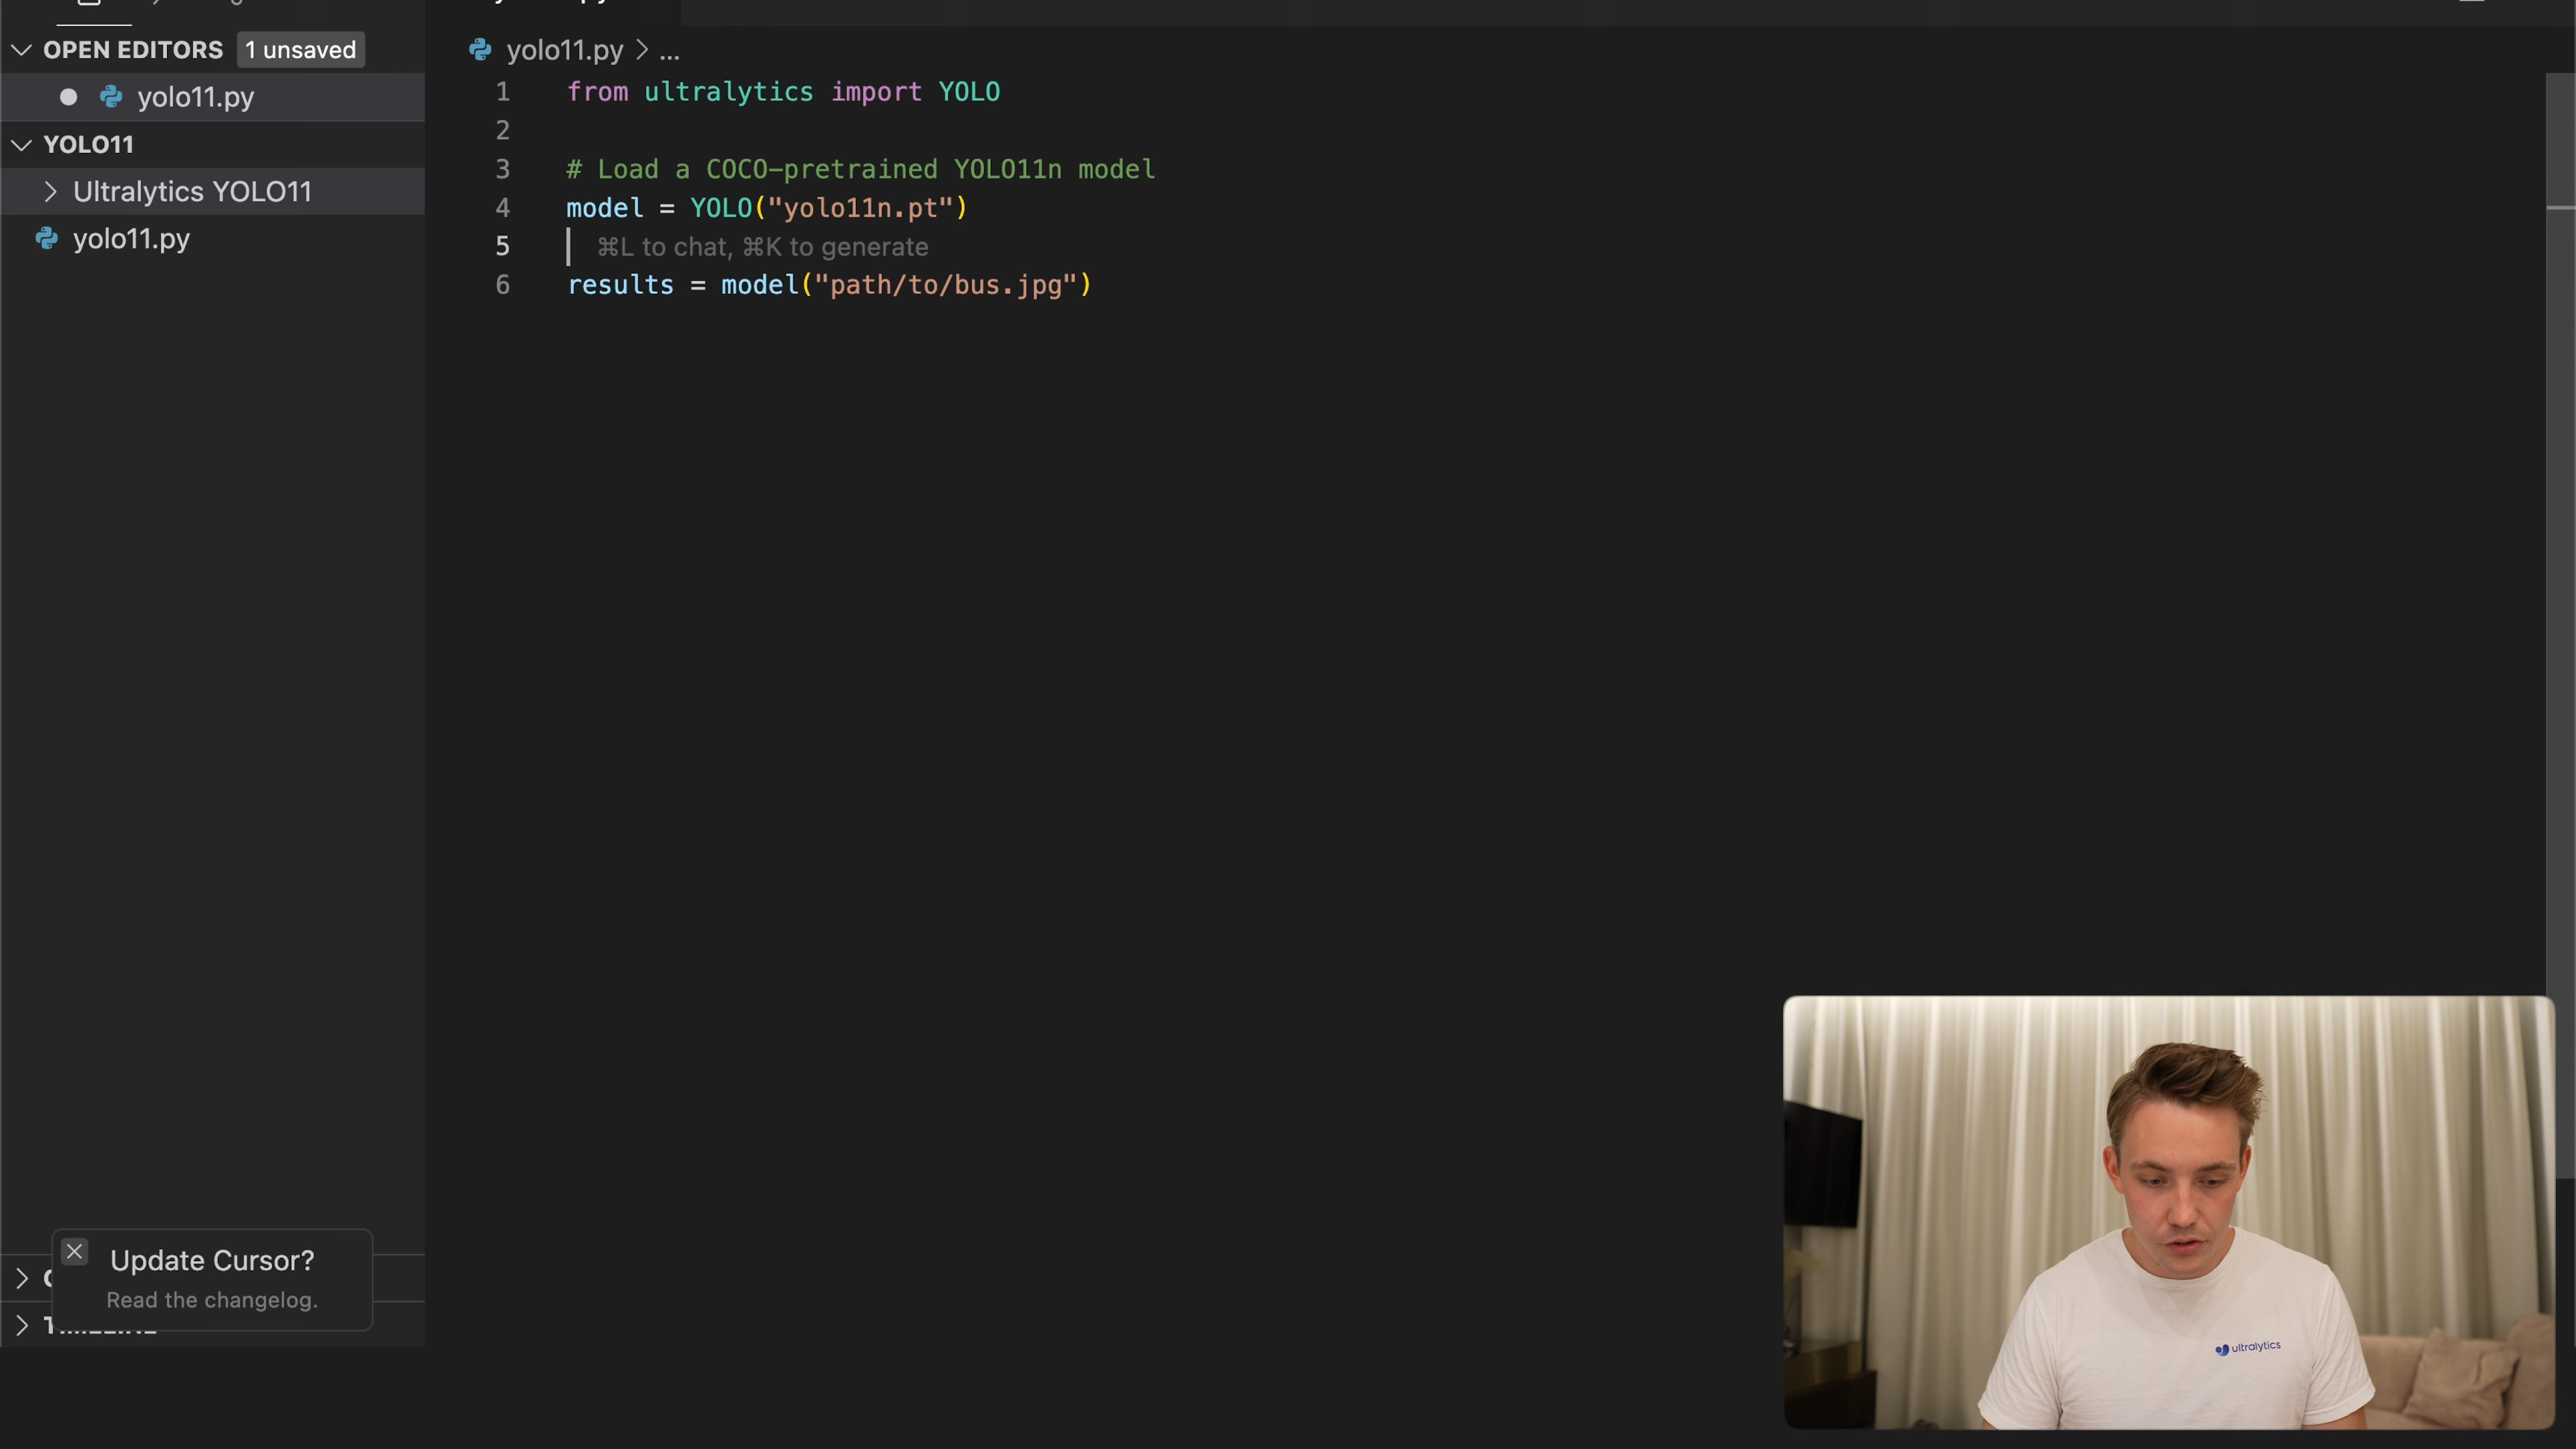 OPEN EDITORS 1 unsaved
yolo11.py
YOLO11
Ultralytics YOLO11
yolo11.py
yolo11.py > ...
1 from ultralytics import YOLO
2
3 # Load a COCO-pretrained YOLO11n model
4 model = YOLO("yolo11n.pt")
5 ⌘L to chat, ⌘K to generate
6 results = model("path/to/bus.jpg")
Update Cursor?
Read the changelog.
ultralytics